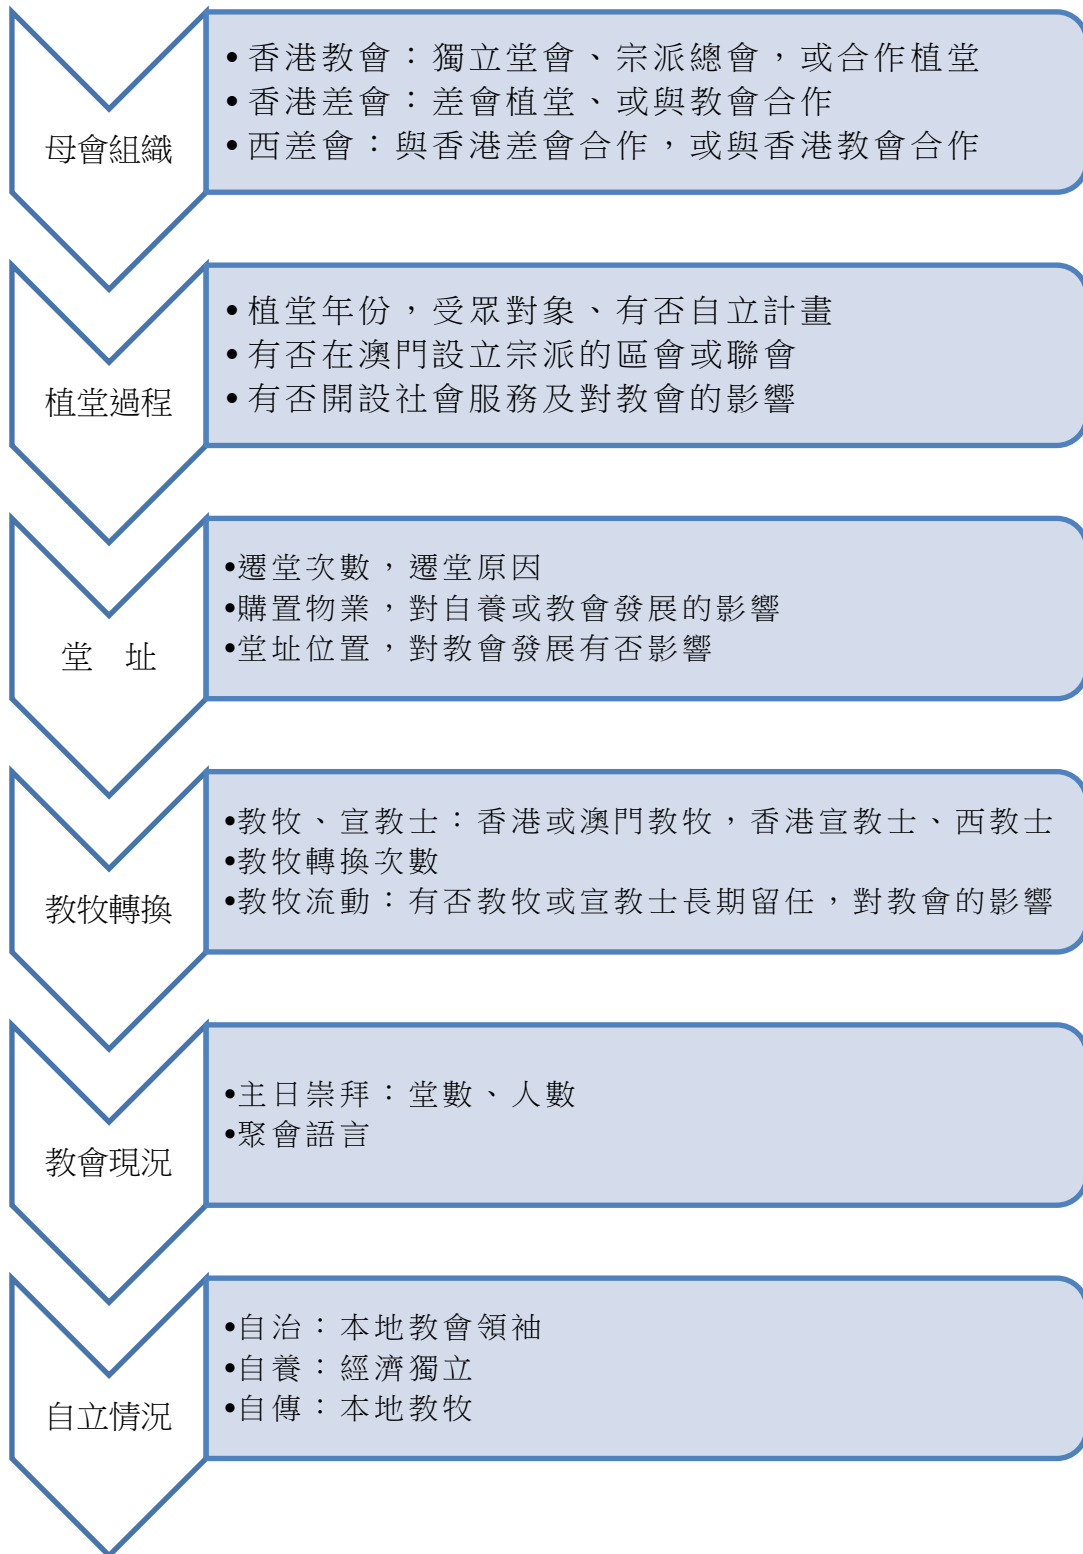 母會組織
• 香港教會：獨立堂會、宗派總會，或合作植堂
• 香港差會：差會植堂、或與教會合作
• 西差會：與香港差會合作，或與香港教會合作
植堂過程
• 植堂年份，受眾對象、有否自立計畫
• 有否在澳門設立宗派的區會或聯會
• 有否開設社會服務及對教會的影響
堂　址
•遷堂次數，遷堂原因
•購置物業，對自養或教會發展的影響
•堂址位置，對教會發展有否影響
教牧轉換
•教牧、宣教士：香港或澳門教牧，香港宣教士、西教士
•教牧轉換次數
•教牧流動：有否教牧或宣教士長期留任，對教會的影響
教會現況
•主日崇拜：堂數、人數
•聚會語言
自立情況
•自治：本地教會領袖
•自養：經濟獨立
•自傳：本地教牧